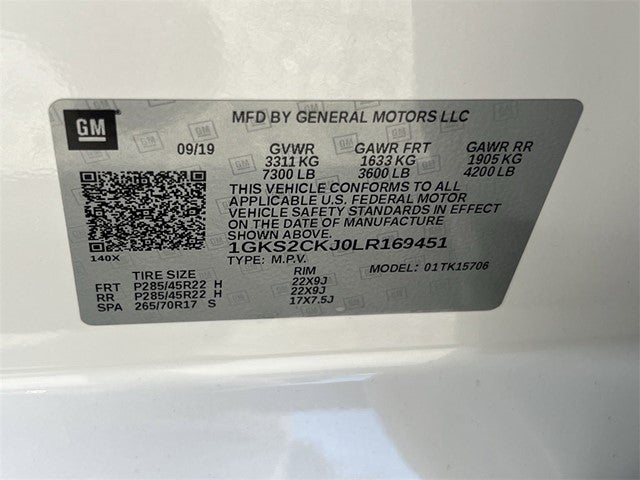 GM
MFD BY GENERAL MOTORS LLC
09/19 GVWR GAWR FRT GAWR RR
3311 KG 1633 KG 1905 KG
7300 LB 3600 LB 4200 LB
THIS VEHICLE CONFORMS TO ALL
APPLICABLE U.S. FEDERAL MOTOR
VEHICLE SAFETY STANDARDS IN EFFECT
ON THE DATE OF MANUFACTURE
SHOWN ABOVE.
140X
1GKS2CKJ0LR169451
TYPE: M.P.V. MODEL: 01TK15706
TIRE SIZE RIM
FRT P285/45R22 H 22X9J
RR P285/45R22 H 22X9J
SPA 265/70R17 S 17X7.5J